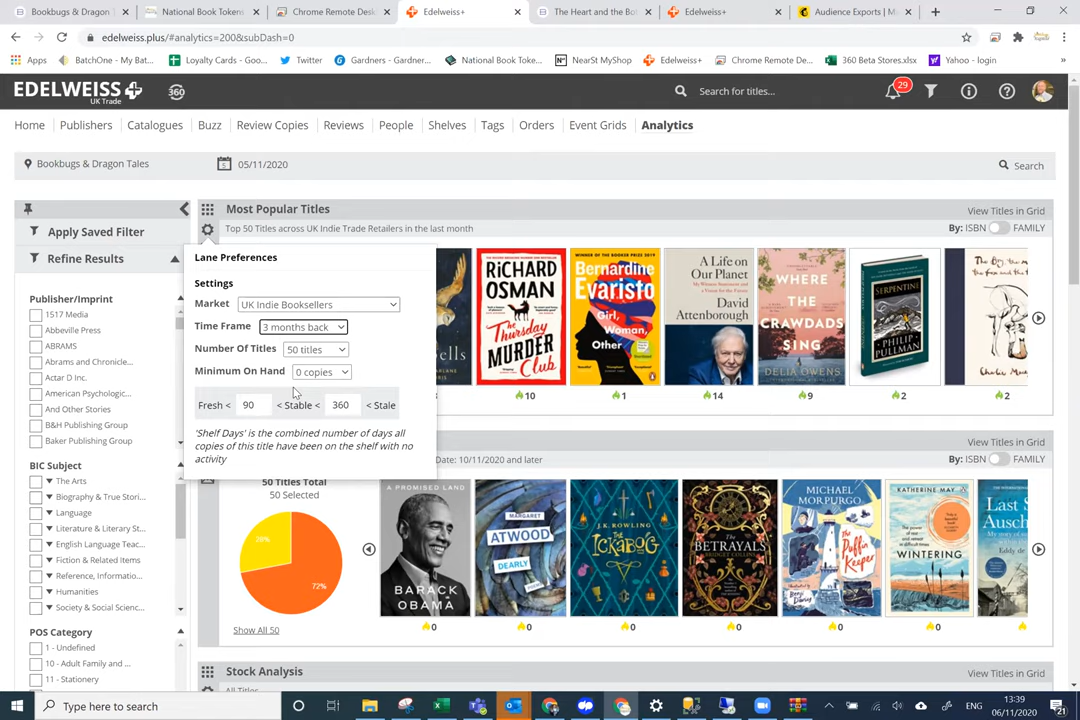 Bookbugs & Dragon T
National Book Tokens
Chrome Remote Desk
Edelweiss+
The Heart and the Bot
Edelweiss+
Audience Exports | M
edelweiss.plus/#analytics=200&subDash=0
Apps
BatchOne - My Bat...
Loyalty Cards - Goo...
Twitter
Gardners - Gardner...
National Book Toke...
NearSt MyShop
Edelweiss+
Chrome Remote De...
360 Beta Stores.xlsx
Yahoo - login
EDELWEISS
UK Trade
360
Search for titles...
29
Home
Publishers
Catalogues
Buzz
Review Copies
Reviews
People
Shelves
Tags
Orders
Event Grids
Analytics
Bookbugs & Dragon Tales
05/11/2020
Search
Apply Saved Filter
Refine Results
Publisher/Imprint
1517 Media
Abbeville Press
ABRAMS
Abrams and Chronicle...
Actar D Inc.
American Psychologic...
And Other Stories
B&H Publishing Group
Baker Publishing Group
BIC Subject
The Arts
Biography & True Stori...
Language
Literature & Literary St...
English Language Teac...
Fiction & Related Items
Reference, Informatio...
Humanities
Society & Social Scienc...
POS Category
1 - Undefined
10 - Adult Family and ...
11 - Stationery
Most Popular Titles
View Titles in Grid
Top 50 Titles across UK Indie Trade Retailers in the last month
By: ISBN
FAMILY
Lane Preferences
Settings
Market
UK Indie Booksellers
Time Frame
3 months back
Number Of Titles
50 titles
Minimum On Hand
0 copies
Fresh <
90
< Stable <
360
< Stale
'Shelf Days' is the combined number of days all
copies of this title have been on the shelf with no
activity
RICHARD
OSMAN
THE
THURSDAY
MURDER
CLUB
Bernardine
Evaristo
Girl,
Woman,
Other
A Life on
Our Planet
David
Attenborough
WHERE
THE
CRAWDADS
SING
DELIA OWENS
SERPENTINE
PHILIP
PULLMAN
10
1
14
9
2
2
View Titles in Grid
Date: 10/11/2020 and later
By: ISBN
FAMILY
50 Titles Total
50 Selected
28%
72%
Show All 50
A PROMISED LAND
BARACK
OBAMA
MARGARET
ATWOOD
DEARLY
J.K. ROWLING
THE
ICKABOG
THE
BETRAYALS
BRIDGET COLLINS
MICHAEL
MORPURGO
The Puffin
Keeper
KATHERINE MAY
WINTERING
Last S
Ausch
0
0
0
0
0
0
Stock Analysis
View Titles in Grid
All Titles
Type here to search
ENG
13:39
06/11/2020
21